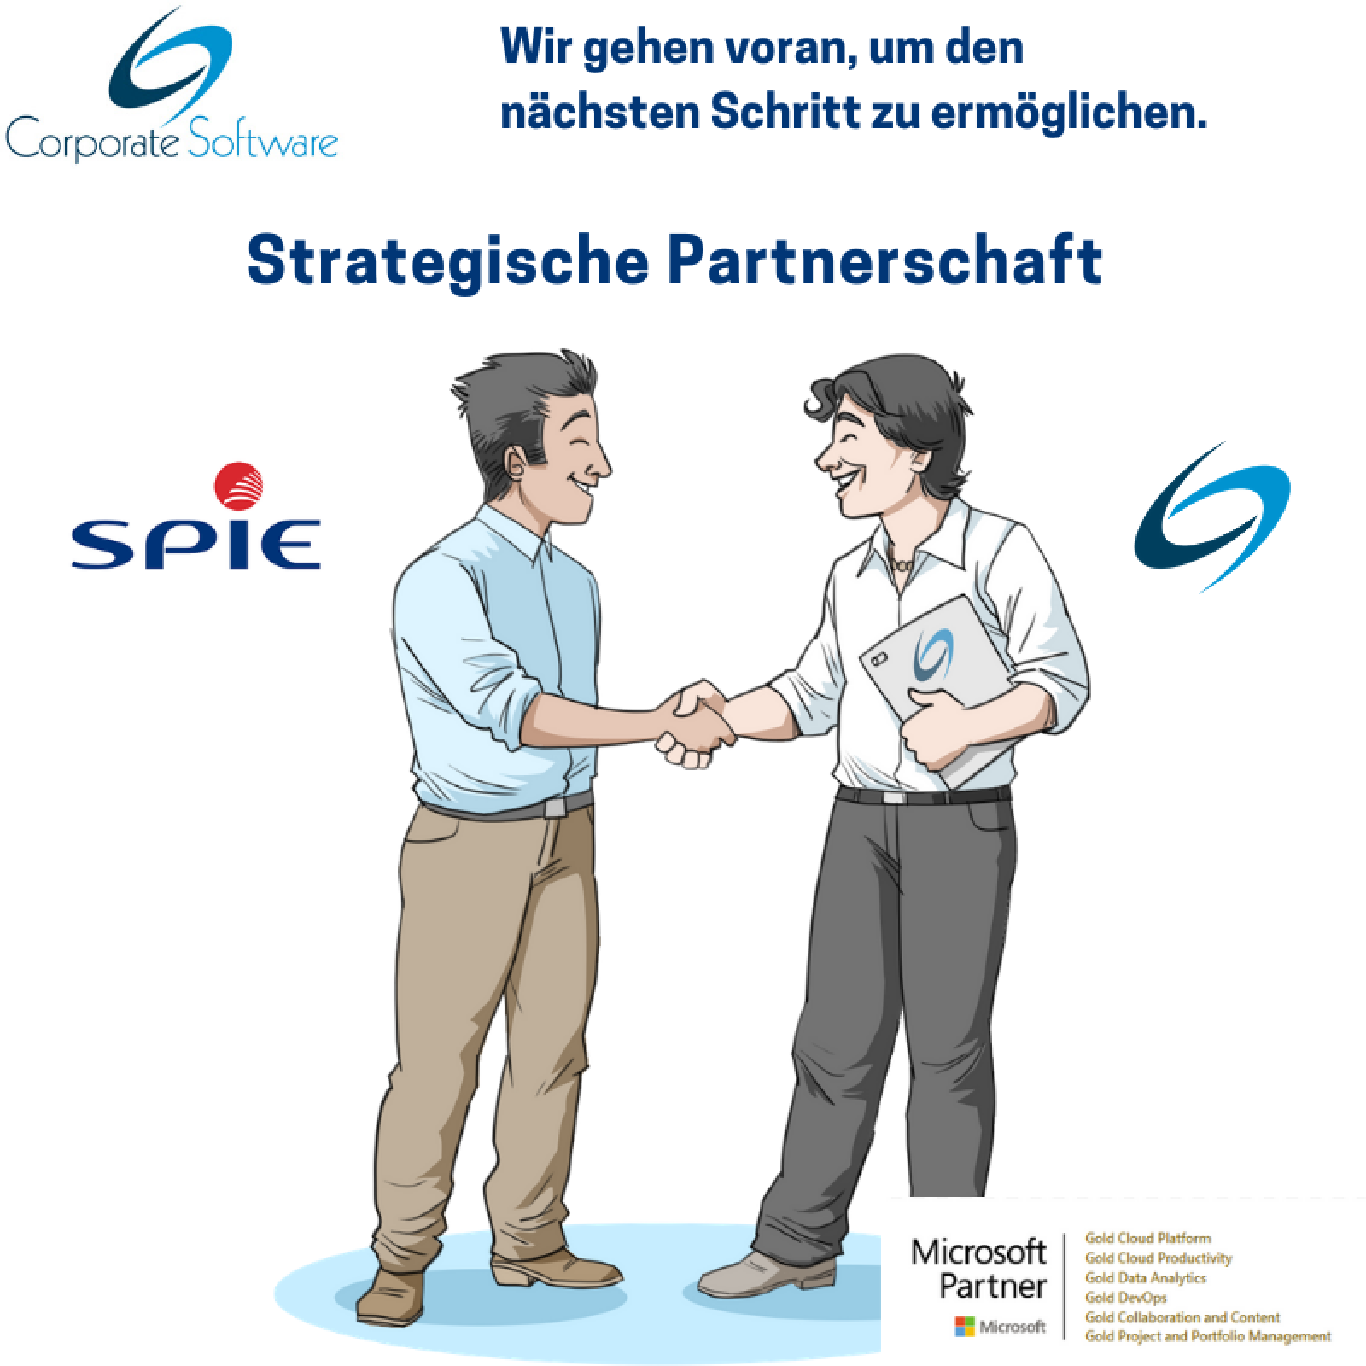 Corporate Software
Wir gehen voran, um den
nächsten Schritt zu ermöglichen.
Strategische Partnerschaft
SPIE
Microsoft
Partner
Microsoft
Gold Cloud Platform
Gold Cloud Productivity
Gold Data Analytics
Gold DevOps
Gold Collaboration and Content
Gold Project and Portfolio Management